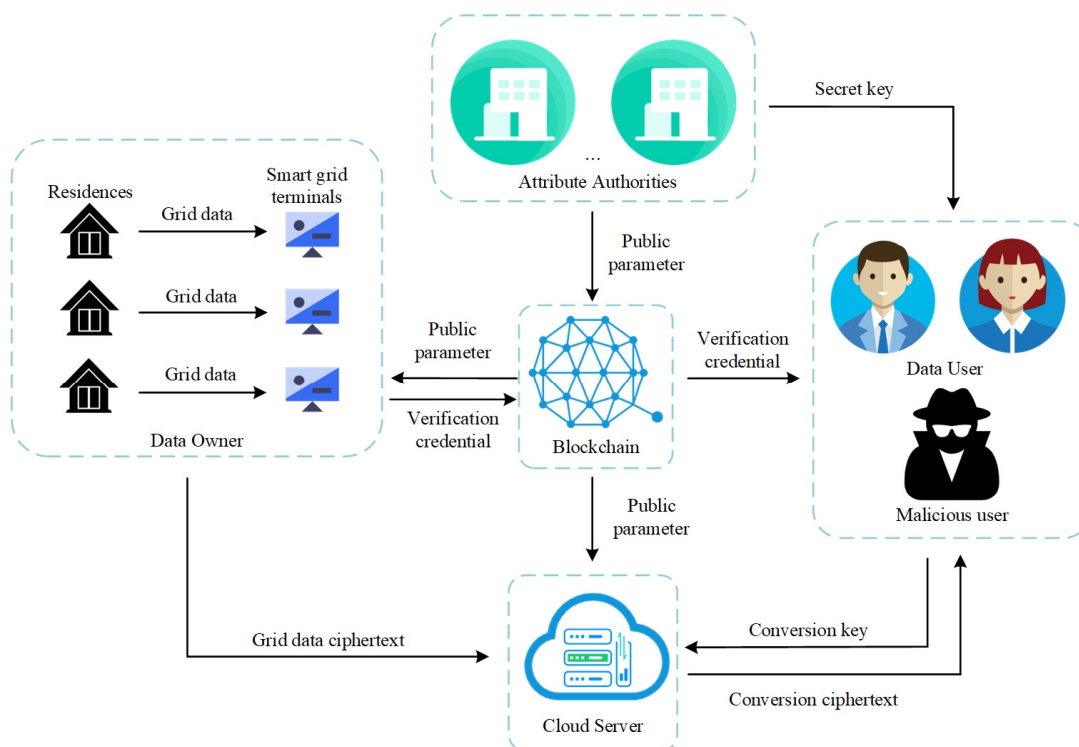 Secret key
...
Attribute Authorities
Residences
Smart grid
terminals
Grid data
Grid data
Grid data
Data Owner
Public
parameter
Public
parameter
Verification
credential
Blockchain
Verification
credential
Data User
Malicious user
Public
parameter
Grid data ciphertext
Conversion key
Conversion ciphertext
Cloud Server